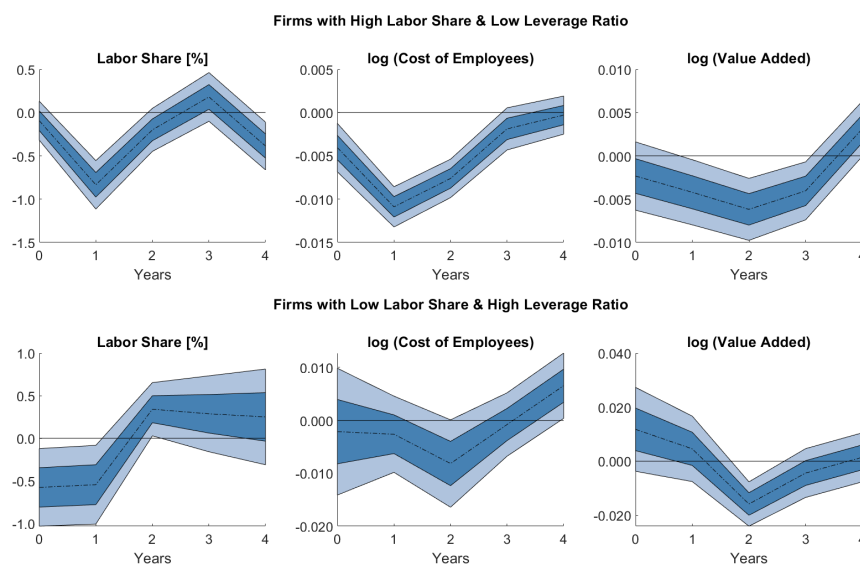 Firms with High Labor Share & Low Leverage Ratio
Labor Share [%] log (Cost of Employees) log (Value Added)
0.5 0.005 0.010
0.0 0.000 0.005
-0.5 -0.005 0.000
-1.0 -0.010 -0.005
-1.5 -0.015 -0.010
0 1 2 3 4 0 1 2 3 4 0 1 2 3 4
Years Years Years
Firms with Low Labor Share & High Leverage Ratio
Labor Share [%] log (Cost of Employees) log (Value Added)
1.0 0.010 0.040
0.5 0.000 0.020
0.0 -0.010 0.000
-0.5 -0.020 -0.020
-1.0
0 1 2 3 4 0 1 2 3 4 0 1 2 3 4
Years Years Years